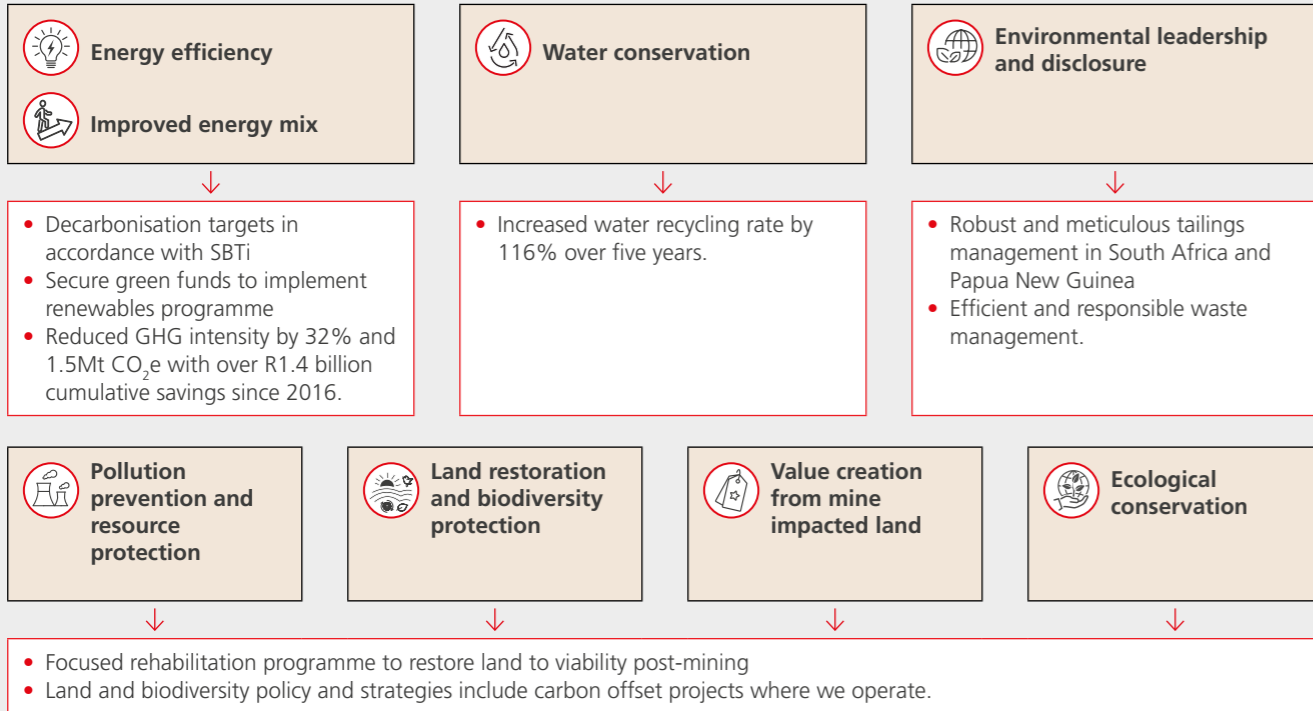 Energy efficiency
Improved energy mix
• Decarbonisation targets in
accordance with SBTi
• Secure green funds to implement
renewables programme
• Reduced GHG intensity by 32% and
1.5Mt CO₂e with over R1.4 billion
cumulative savings since 2016.
Water conservation
• Increased water recycling rate by
116% over five years.
Environmental leadership
and disclosure
• Robust and meticulous tailings
management in South Africa and
Papua New Guinea
• Efficient and responsible waste
management.
Pollution
prevention and
resource
protection
Land restoration
and biodiversity
protection
Value creation
from mine
impacted land
Ecological
conservation
• Focused rehabilitation programme to restore land to viability post-mining
• Land and biodiversity policy and strategies include carbon offset projects where we operate.